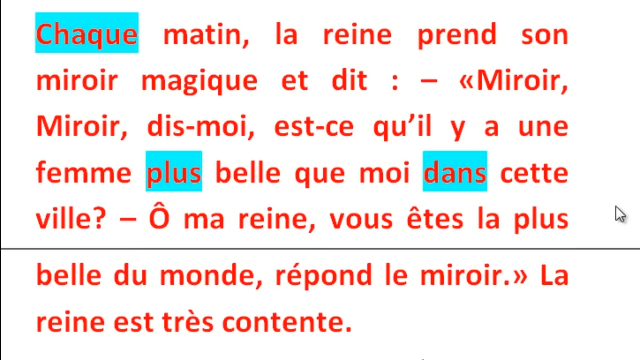 Chaque matin, la reine prend son
miroir magique et dit : – «Miroir,
Miroir, dis-moi, est-ce qu’il y a une
femme plus belle que moi dans cette
ville? – Ô ma reine, vous êtes la plus
belle du monde, répond le miroir.» La
reine est très contente.